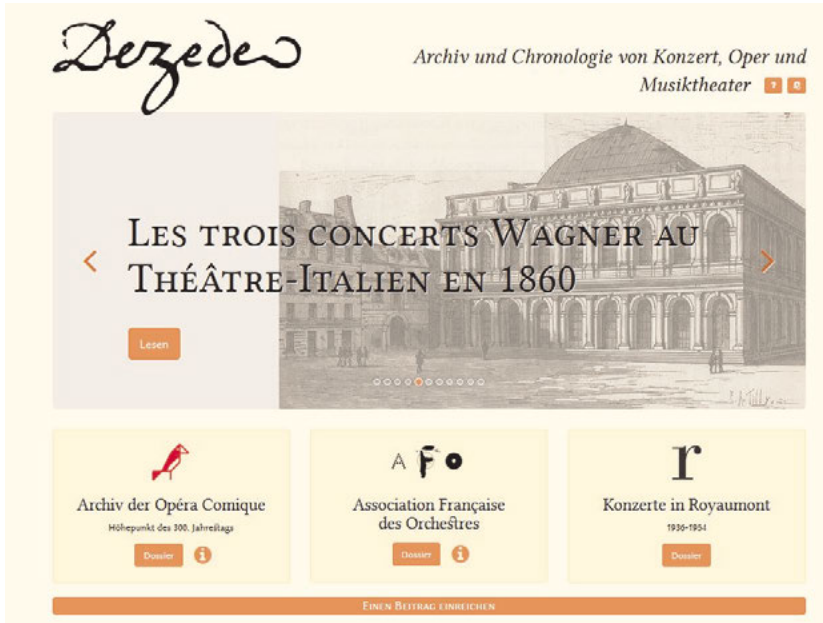 Dezede
Archiv und Chronologie von Konzert, Oper und
Musiktheater ?
Les trois concerts Wagner au
Théâtre-Italien en 1860
Lesen
AFO
r
Archiv der Opéra Comique
Höhepunkt des 300. Jahrestags
Dossier i
Association Française
des Orchestres
Dossier i
Konzerte in Royaumont
1936-1954
Dossier
Einen Beitrag einreichen